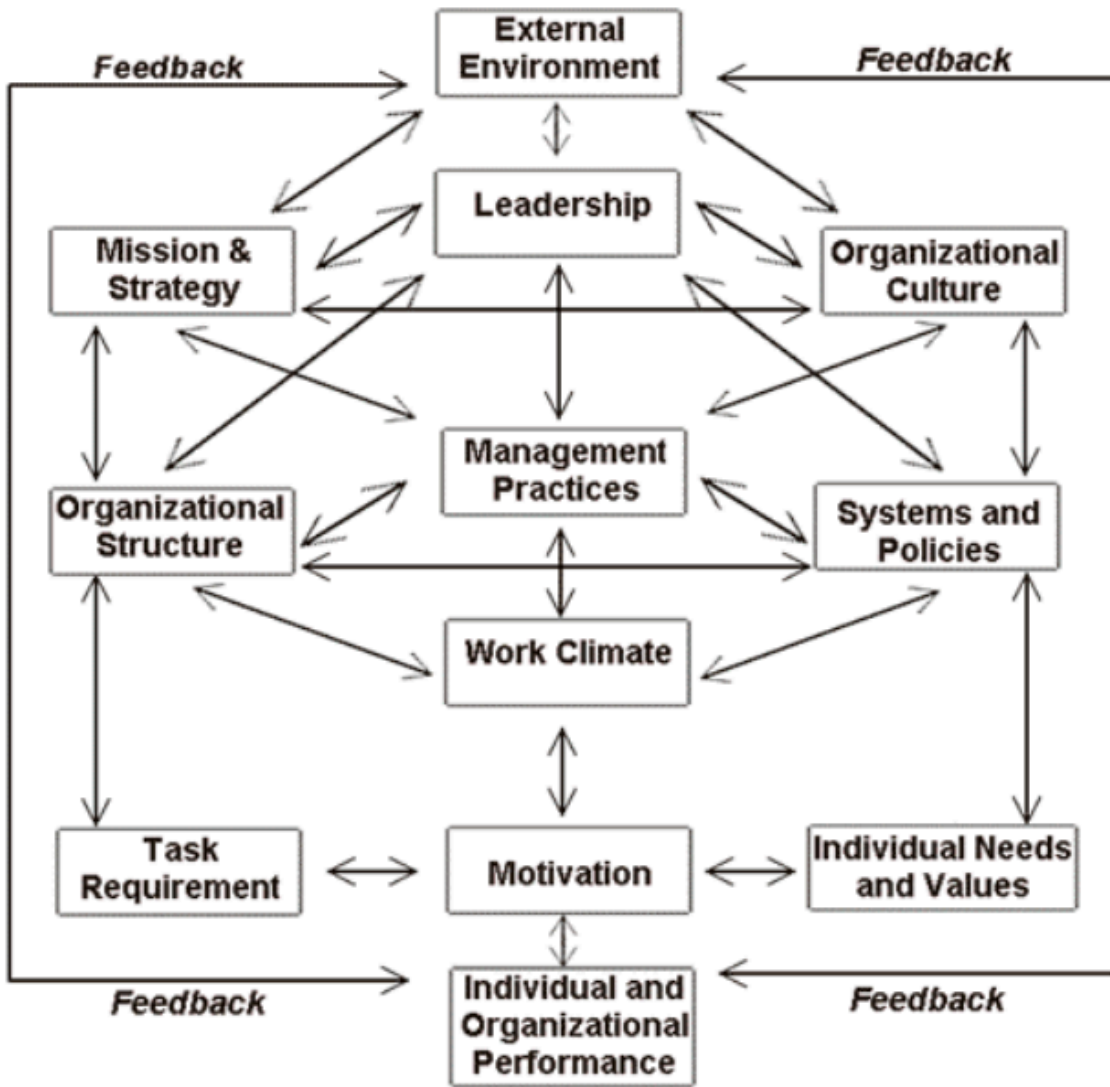 External
Environment
Feedback
Feedback
Leadership
Mission &
Strategy
Organizational
Culture
Management
Practices
Organizational
Structure
Systems and
Policies
Work Climate
Task
Requirement
Motivation
Individual Needs
and Values
Feedback
Individual and
Organizational
Performance
Feedback